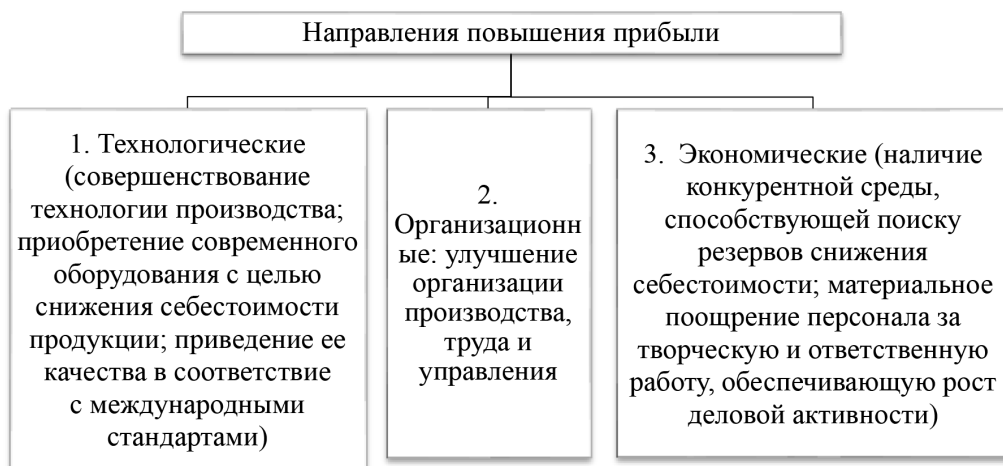 Направления повышения прибыли
1. Технологические
(совершенствование
технологии производства;
приобретение современного
оборудования с целью
снижения себестоимости
продукции; приведение ее
качества в соответствие
с международными
стандартами)
2.
Организационн
ые: улучшение
организации
производства,
труда и
управления
3. Экономические (наличие
конкурентной среды,
способствующей поиску
резервов снижения
себестоимости; материальное
поощрение персонала за
творческую и ответственную
работу, обеспечивающую рост
деловой активности)